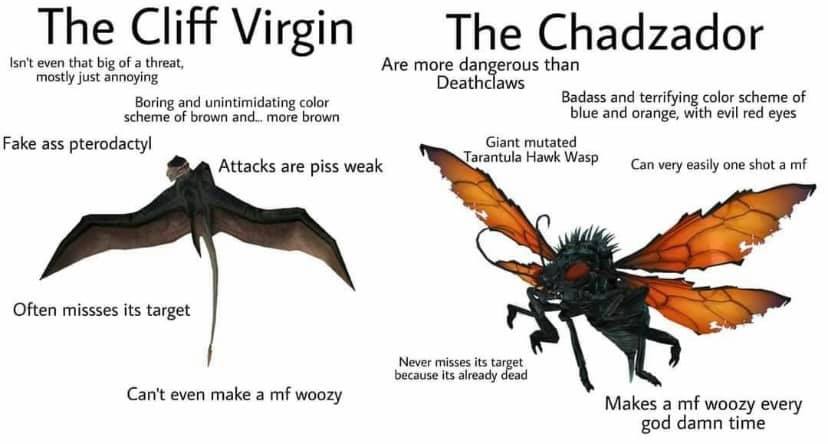 The Cliff Virgin
Isn't even that big of a threat,
mostly just annoying
Boring and unintimidating color
scheme of brown and... more brown
Fake ass pterodactyl
Attacks are piss weak
Often missses its target
Can't even make a mf woozy
The Chadzador
Are more dangerous than
Deathclaws
Badass and terrifying color scheme of
blue and orange, with evil red eyes
Giant mutated
Tarantula Hawk Wasp
Can very easily one shot a mf
Never misses its target
because its already dead
Makes a mf woozy every
god damn time